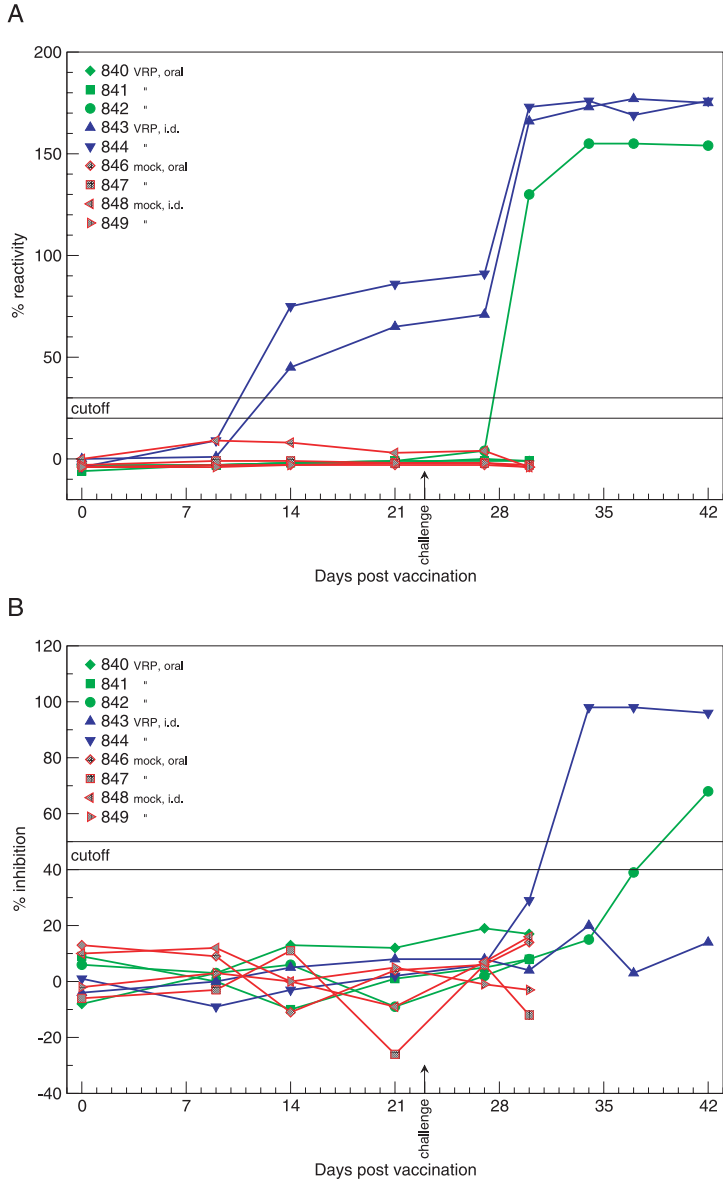 A
% reactivity
200
150
100
50
0
840 VRP, oral
841 "
842 "
843 VRP, i.d.
844 "
846 mock, oral
847 "
848 mock, i.d.
849 "
cutoff
0 7 14 21 28 35 42
challenge
Days post vaccination
B
% inhibition
120
100
80
60
40
20
0
-20
-40
840 VRP, oral
841 "
842 "
843 VRP, i.d.
844 "
846 mock, oral
847 "
848 mock, i.d.
849 "
cutoff
0 7 14 21 28 35 42
challenge
Days post vaccination